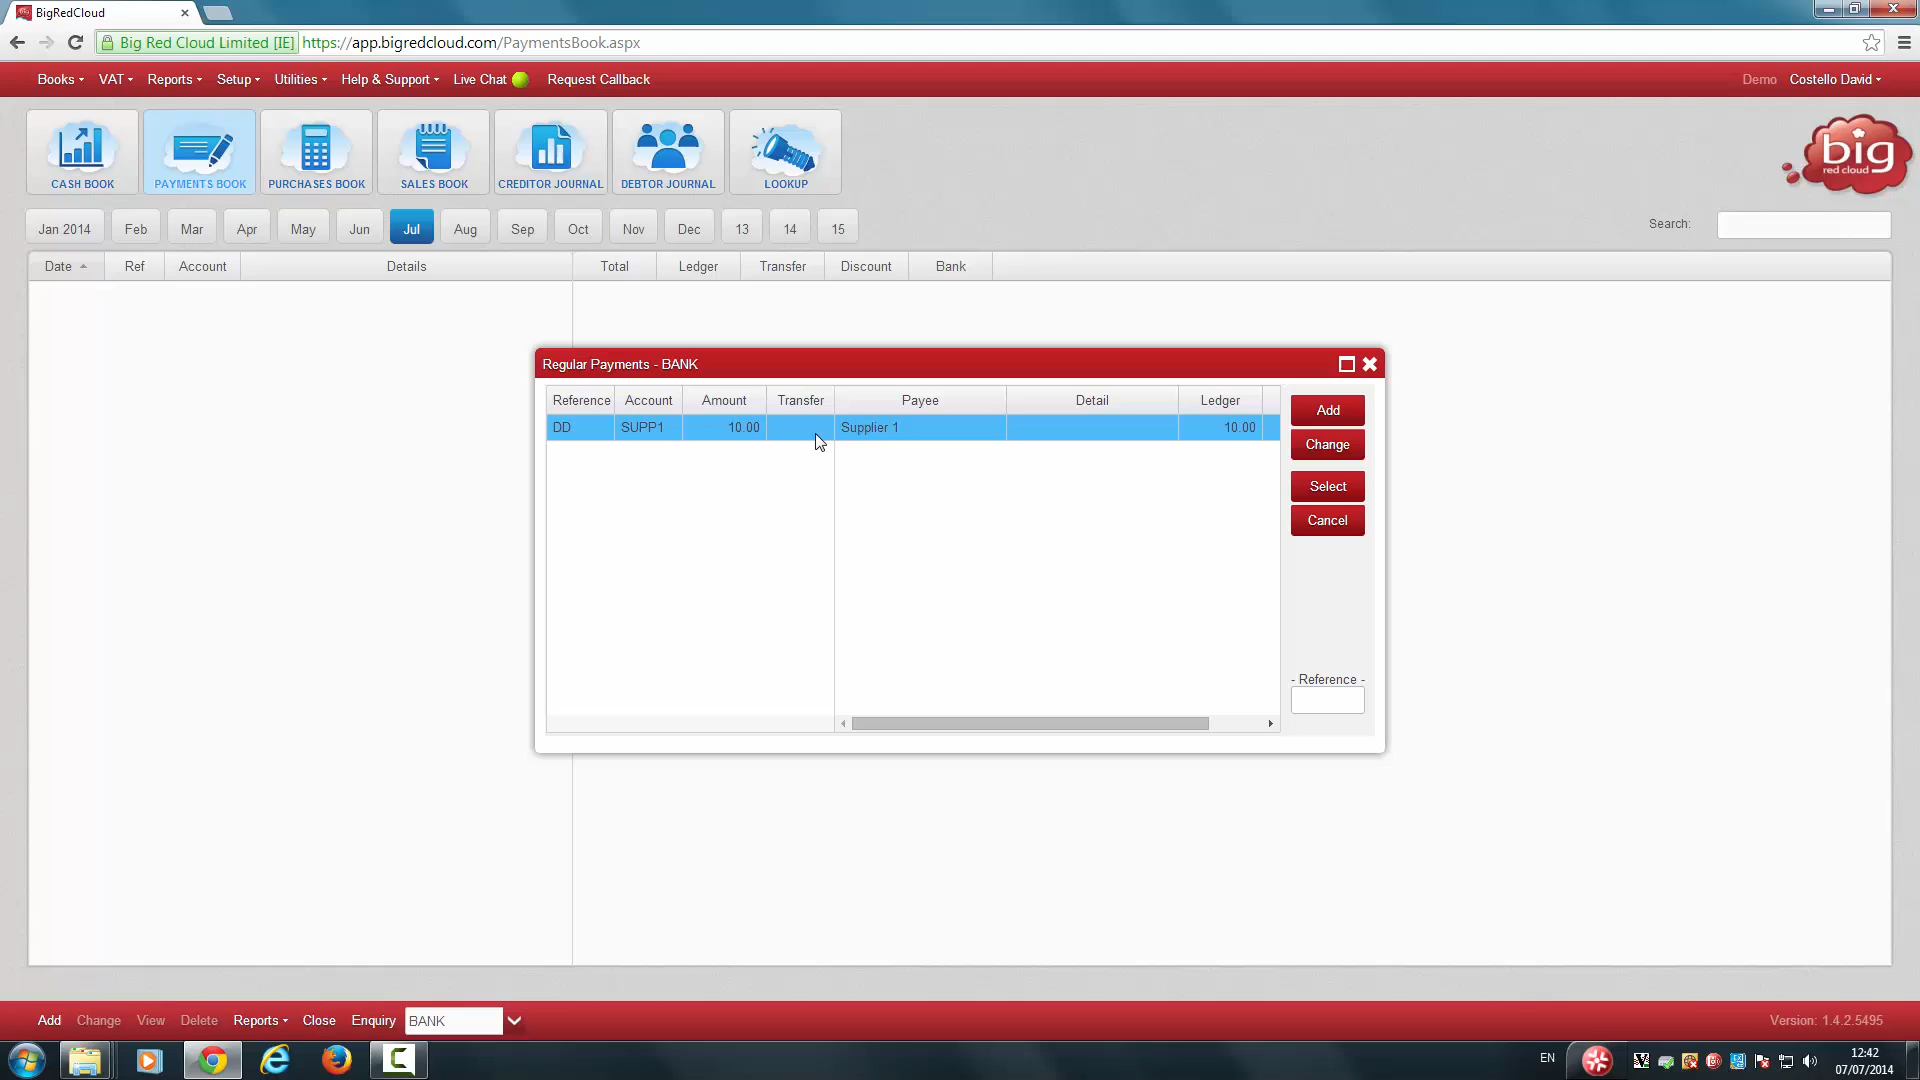 BigRedCloud
Big Red Cloud Limited [IE] https://app.bigredcloud.com/PaymentsBook.aspx
Books VAT Reports Setup Utilities Help & Support Live Chat Request Callback Demo Costello David
CASH BOOK PAYMENTS BOOK PURCHASES BOOK SALES BOOK CREDITOR JOURNAL DEBTOR JOURNAL LOOKUP
big
red cloud
Jan 2014 Feb Mar Apr May Jun Jul Aug Sep Oct Nov Dec 13 14 15 Search:
Date Ref Account Details Total Ledger Transfer Discount Bank
Regular Payments - BANK
Reference Account Amount Transfer Payee Detail Ledger
DD SUPP1 10.00 Supplier 1 10.00
Add
Change
Select
Cancel
- Reference -
Add Change View Delete Reports Close Enquiry BANK Version: 1.4.2.5495
EN 12:42
07/07/2014